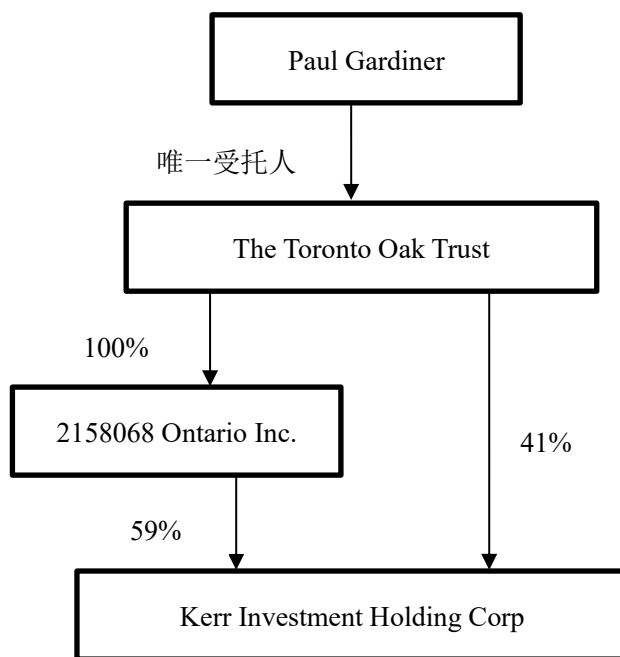 Paul Gardiner
唯一受托人
The Toronto Oak Trust
100%
2158068 Ontario Inc.
41%
59%
Kerr Investment Holding Corp